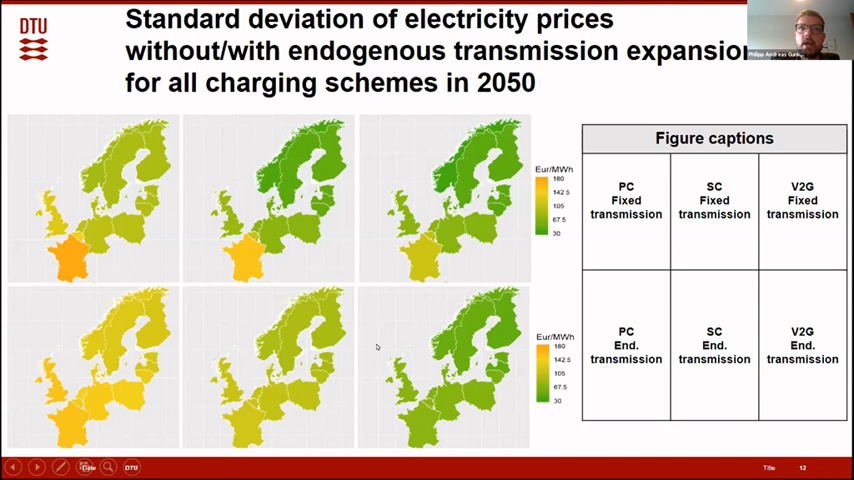 DTU
Standard deviation of electricity prices
without/with endogenous transmission expansion
for all charging schemes in 2050
Philipp Andreas Gunk
Eur/MWh
180
142.5
105
67.5
30
Eur/MWh
180
142.5
105
67.5
30
Figure captions
PC
Fixed
transmission
SC
Fixed
transmission
V2G
Fixed
transmission
PC
End.
transmission
SC
End.
transmission
V2G
End.
transmission
Date
DTU
Title
12